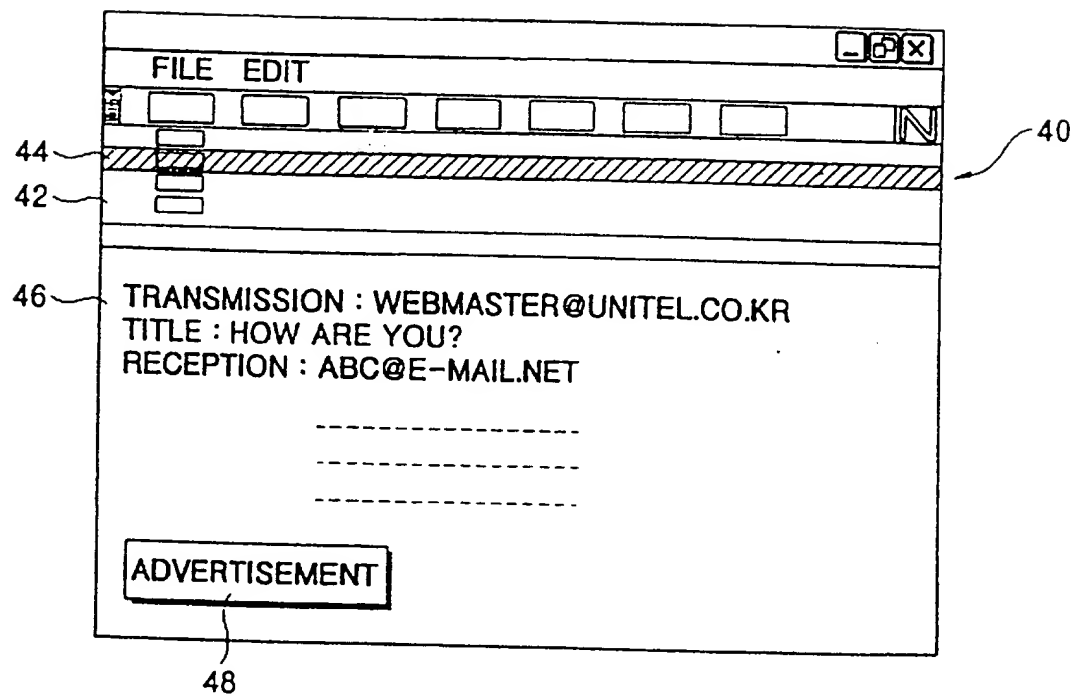 FILE EDIT
N
40
44
42
46
TRANSMISSION : WEBMASTER@UNITEL.CO.KR
TITLE : HOW ARE YOU?
RECEPTION : ABC@E-MAIL.NET
ADVERTISEMENT
48